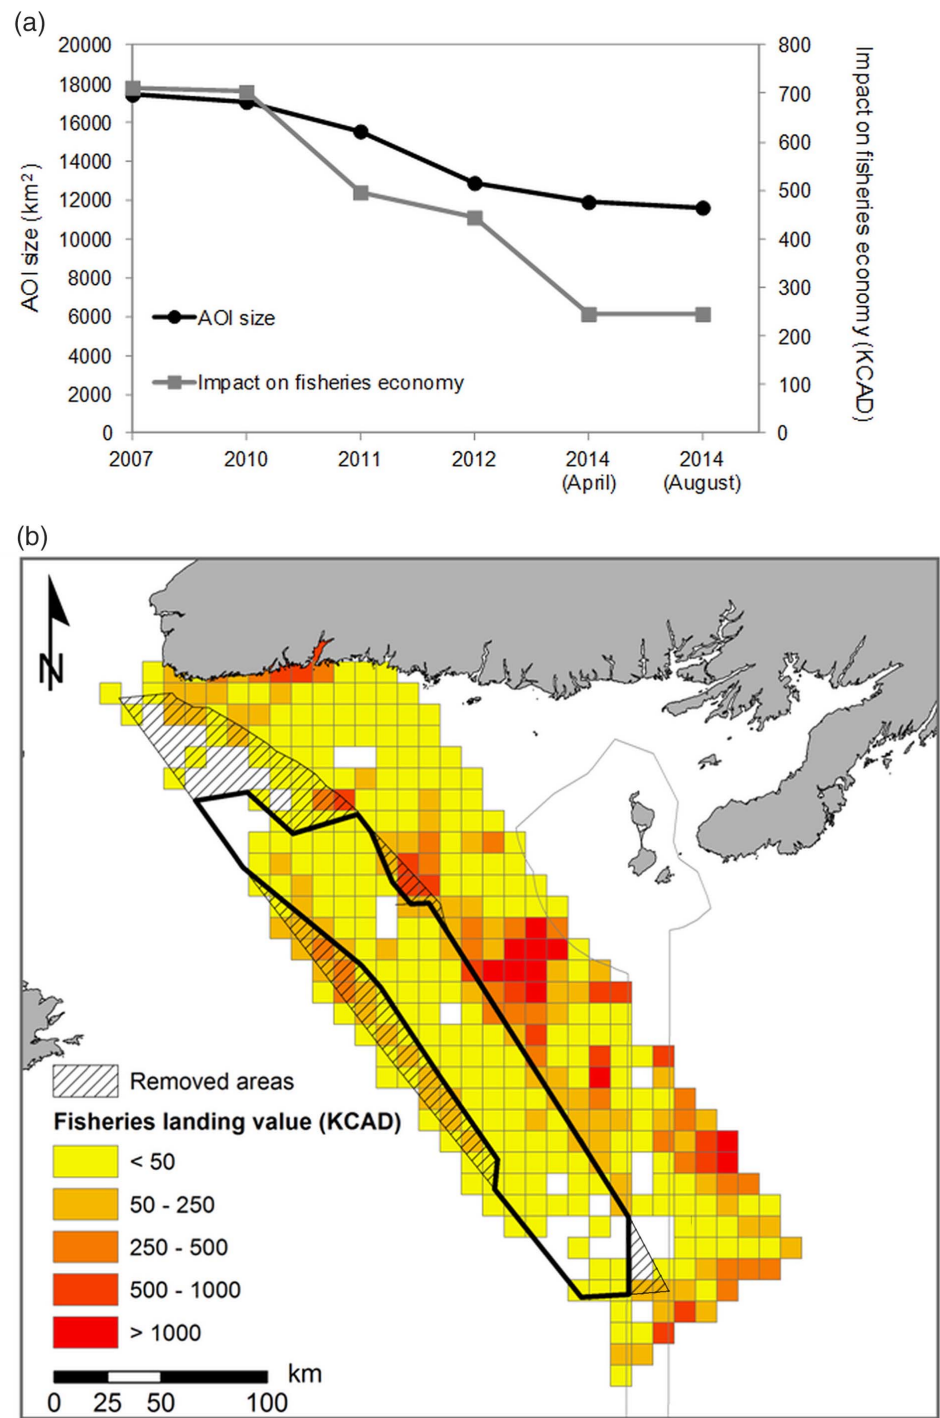 (a)
20000
18000
16000
14000
12000
10000
8000
6000
4000
2000
0
AOI size (km²)
800
700
600
500
400
300
200
100
0
Impact on fisheries economy (KCAD)
AOI size
Impact on fisheries economy
2007 2010 2011 2012 2014 2014
(April) (August)
(b)
N
Removed areas
Fisheries landing value (KCAD)
< 50
50 - 250
250 - 500
500 - 1000
> 1000
km
0 25 50 100